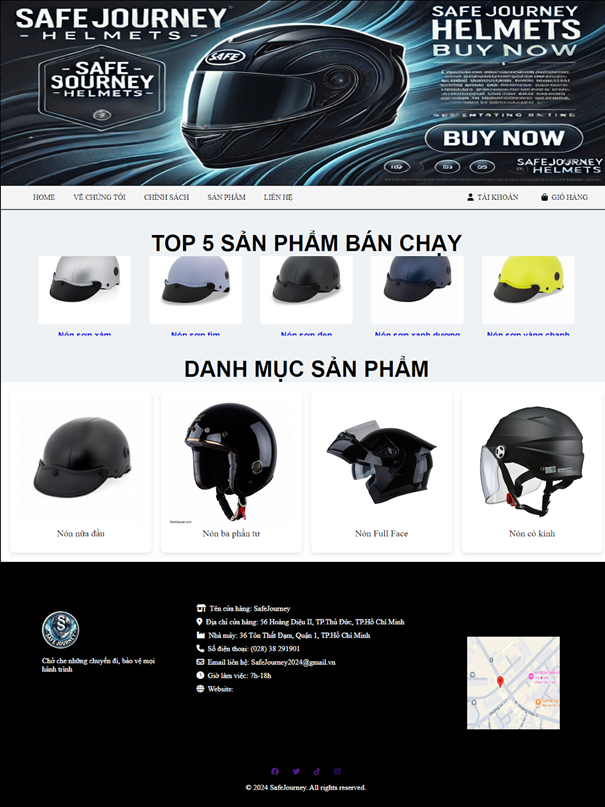 SAFE JOURNEY
- HELMETS -
SAFE
JOURNEY
- HELMETS -
SAFE
SAFE JOURNEY
HELMETS
BUY NOW
BUY NOW
SAFEJOURNEY
HELMETS
HOME VỀ CHÚNG TÔI CHÍNH SÁCH SẢN PHẨM LIÊN HỆ TÀI KHOẢN GIỎ HÀNG
TOP 5 SẢN PHẨM BÁN CHẠY
Nón sơn xám Nón sơn tím Nón sơn đen Nón sơn xanh dương Nón sơn vàng chanh
DANH MỤC SẢN PHẨM
Nón nửa đầu Nón ba phần tư Nón Full Face Nón có kính
SAFE JOURNEY
Chở che những chuyến đi, bảo vệ mọi
hành trình
Tên cửa hàng: SafeJourney
Địa chỉ cửa hàng: 56 Hoàng Diệu II, TP.Thủ Đức, TP.Hồ Chí Minh
Nhà máy: 36 Tôn Thất Đạm, Quận 1, TP.Hồ Chí Minh
Số điện thoại: (028) 38 291901
Email liên hệ: SafeJourney2024@gmail.vn
Giờ làm việc: 7h-18h
Website:
© 2024 SafeJourney. All rights reserved.